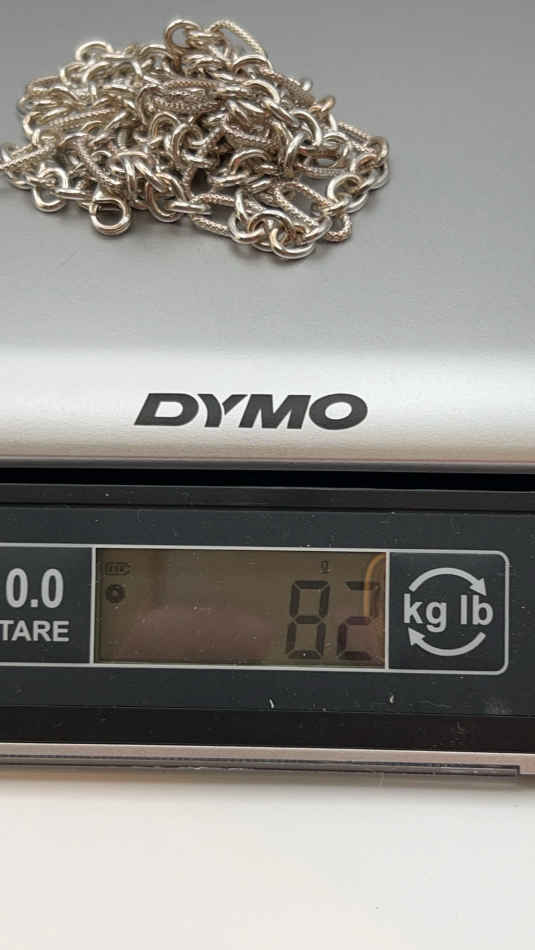 DYMO
g
82
0.0
TARE
kg lb